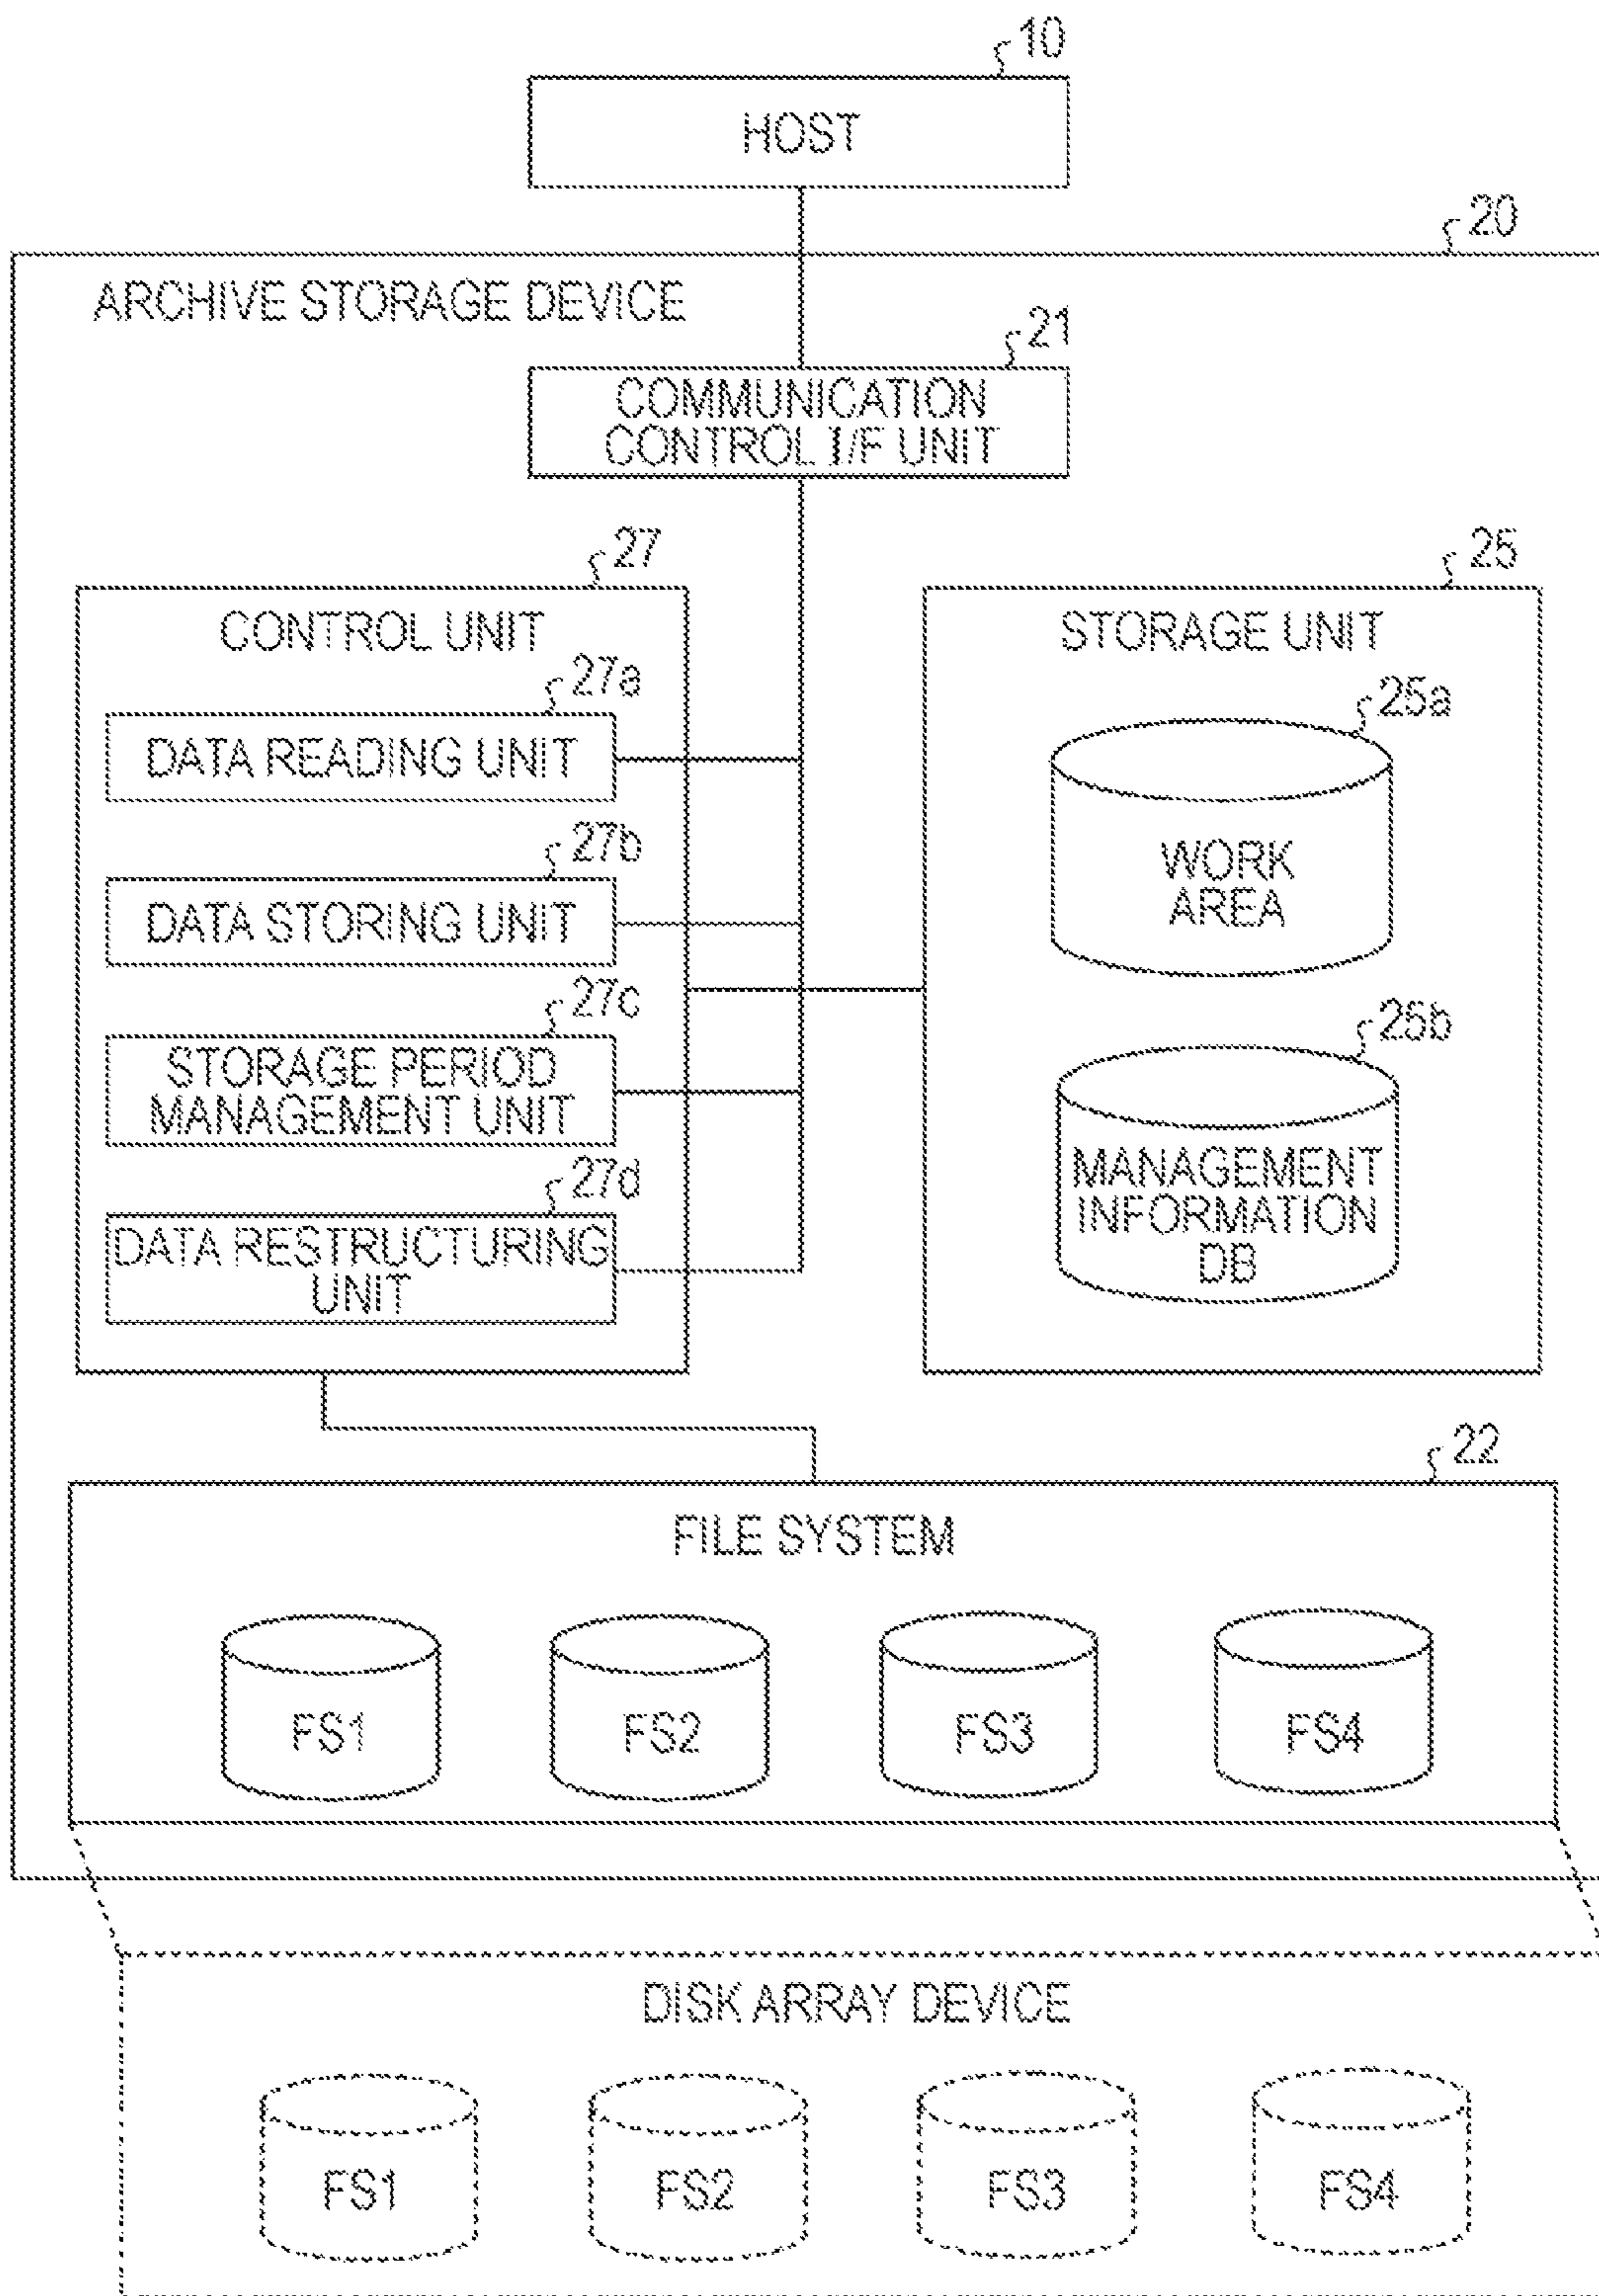 10
HOST
20
ARCHIVE STORAGE DEVICE
21
COMMUNICATION
CONTROL I/F UNIT
27
CONTROL UNIT
27a
DATA READING UNIT
27b
DATA STORING UNIT
27c
STORAGE PERIOD
MANAGEMENT UNIT
27d
DATA RESTRUCTURING
UNIT
25
STORAGE UNIT
25a
WORK
AREA
25b
MANAGEMENT
INFORMATION
DB
22
FILE SYSTEM
FS1
FS2
FS3
FS4
DISK ARRAY DEVICE
FS1
FS2
FS3
FS4